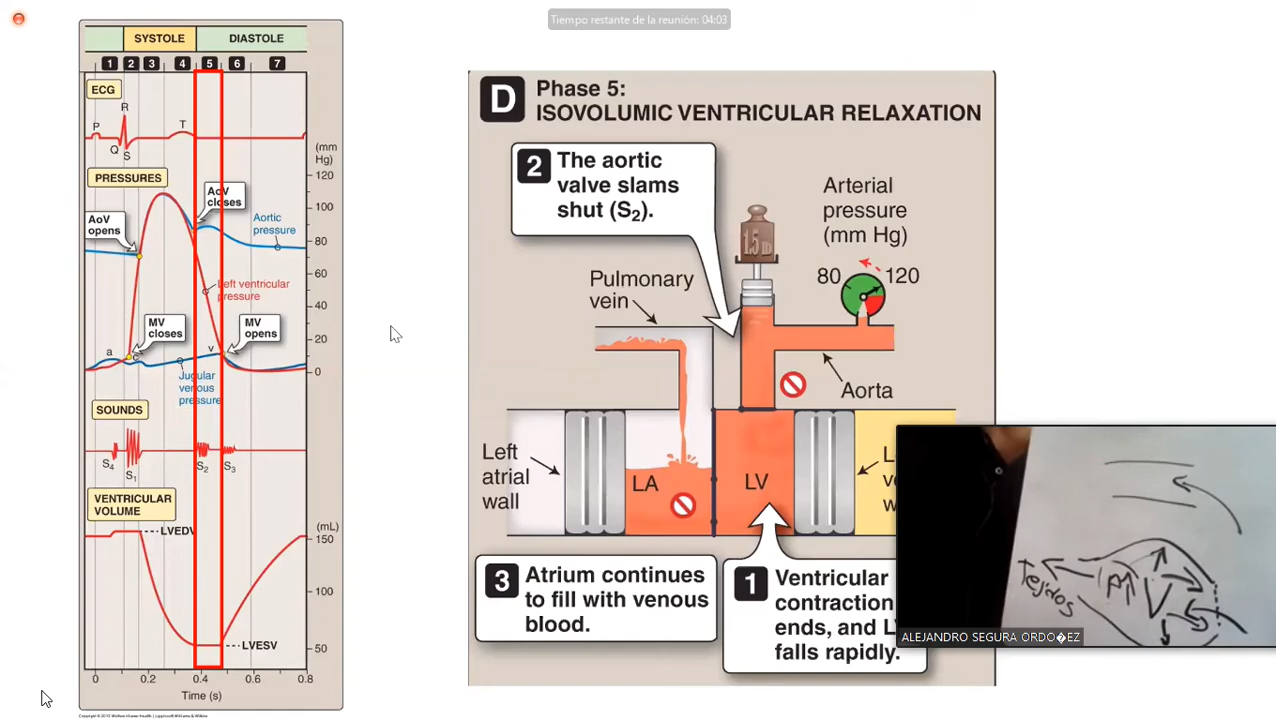 Tiempo restante de la reunión: 04:03
SYSTOLE
DIASTOLE
1
2
3
4
5
6
7
ECG
P
R
Q
S
T
(mm
Hg)
PRESSURES
120
100
80
60
40
20
0
AoV
closes
AoV
opens
Aortic
pressure
Left ventricular
pressure
MV
closes
MV
opens
a
c
v
Jugular
venous
pressure
SOUNDS
S4
S1
S2
S3
VENTRICULAR
VOLUME
(mL)
LVEDV
150
100
LVESV
50
0
0.2
0.4
0.6
0.8
Time (s)
D
Phase 5:
ISOVOLUMIC VENTRICULAR RELAXATION
2
The aortic
valve slams
shut (S2).
1.5
Arterial
pressure
(mm Hg)
80
120
Pulmonary
vein
Aorta
Left
atrial
wall
LA
LV
3
Atrium continues
to fill with venous
blood.
1
Ventricular
contraction
ends, and
falls rapidly.
Tejidos
P↑
V
ALEJANDRO SEGURA ORDO�EZ